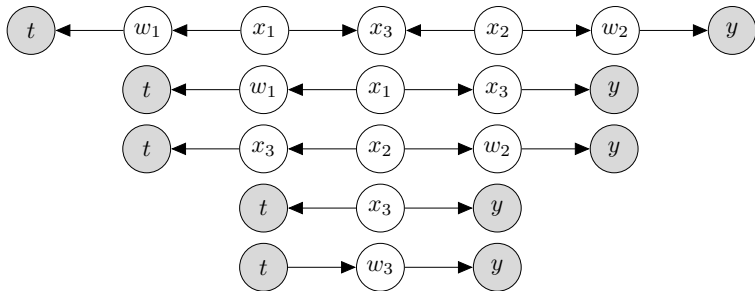 t w₁ x₁ x₃ x₂ w₂ y
t w₁ x₁ x₃ y
t x₃ x₂ w₂ y
t x₃ y
t w₃ y